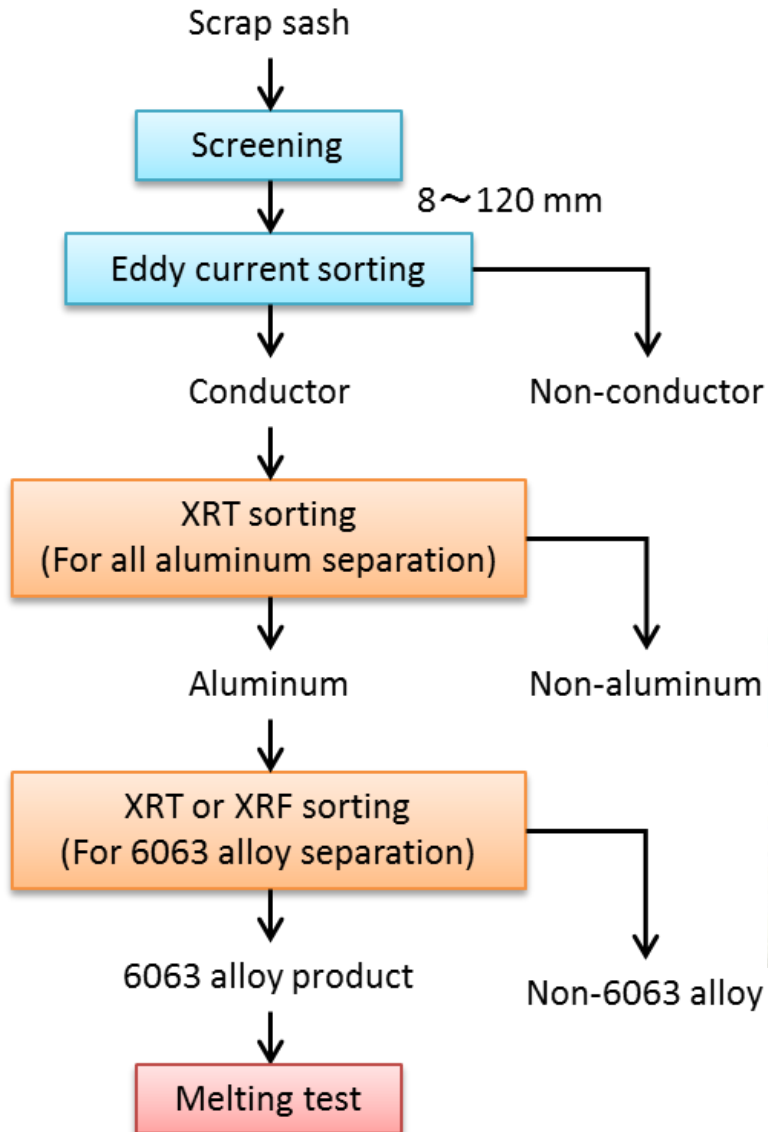 Scrap sash
Screening
8～120 mm
Eddy current sorting
Conductor
Non-conductor
XRT sorting
(For all aluminum separation)
Aluminum
Non-aluminum
XRT or XRF sorting
(For 6063 alloy separation)
6063 alloy product
Non-6063 alloy
Melting test